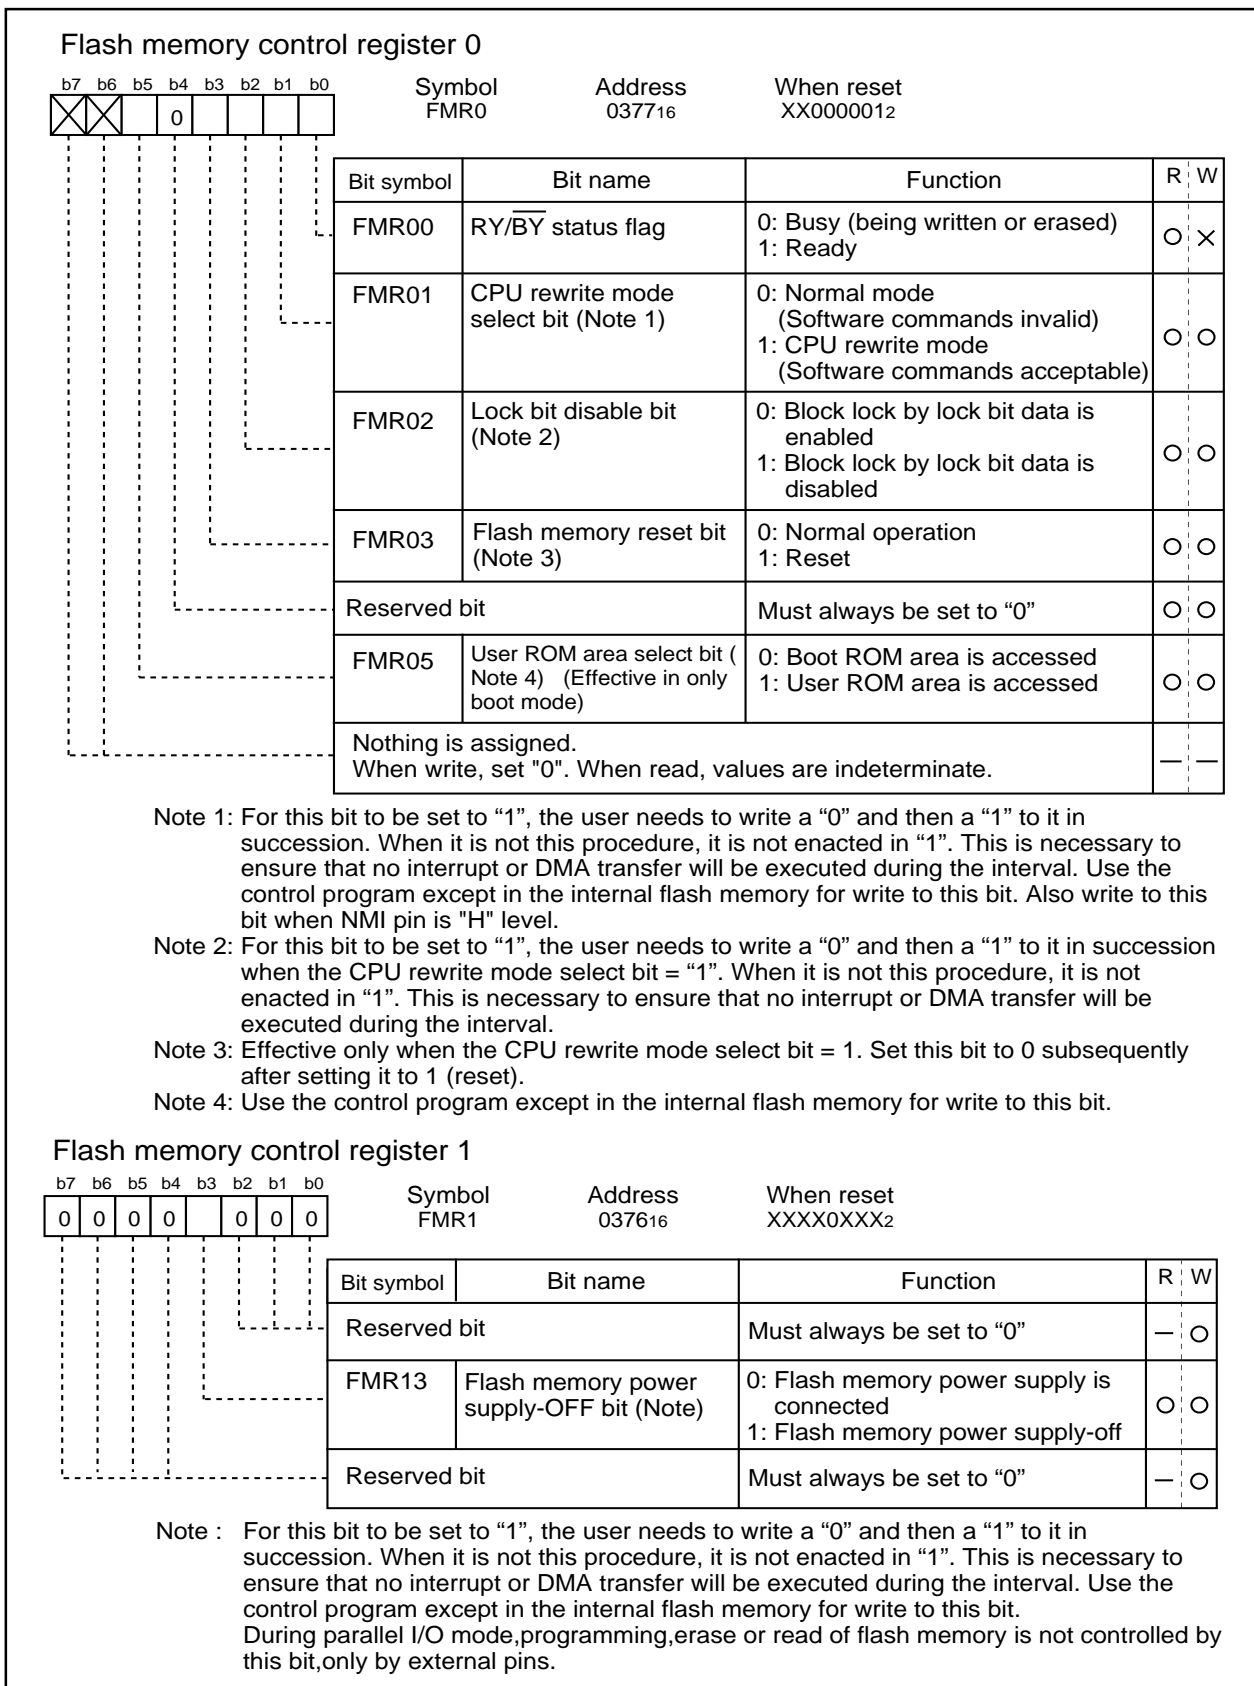 Flash memory control register 0
b7 b6 b5 b4 b3 b2 b1 b0
0
Symbol Address When reset
FMR0 037716 XX0000012
Bit symbol Bit name Function R W
FMR00 RY/BY status flag 0: Busy (being written or erased)
1: Ready
FMR01 CPU rewrite mode
select bit (Note 1)
0: Normal mode
(Software commands invalid)
1: CPU rewrite mode
(Software commands acceptable)
FMR02 Lock bit disable bit
(Note 2)
0: Block lock by lock bit data is
enabled
1: Block lock by lock bit data is
disabled
FMR03 Flash memory reset bit
(Note 3)
0: Normal operation
1: Reset
Reserved bit Must always be set to “0”
FMR05 User ROM area select bit (
Note 4) (Effective in only
boot mode)
0: Boot ROM area is accessed
1: User ROM area is accessed
Nothing is assigned.
When write, set "0". When read, values are indeterminate.
Note 1: For this bit to be set to “1”, the user needs to write a “0” and then a “1” to it in
succession. When it is not this procedure, it is not enacted in “1”. This is necessary to
ensure that no interrupt or DMA transfer will be executed during the interval. Use the
control program except in the internal flash memory for write to this bit. Also write to this
bit when NMI pin is "H" level.
Note 2: For this bit to be set to “1”, the user needs to write a “0” and then a “1” to it in succession
when the CPU rewrite mode select bit = “1”. When it is not this procedure, it is not
enacted in “1”. This is necessary to ensure that no interrupt or DMA transfer will be
executed during the interval.
Note 3: Effective only when the CPU rewrite mode select bit = 1. Set this bit to 0 subsequently
after setting it to 1 (reset).
Note 4: Use the control program except in the internal flash memory for write to this bit.
Flash memory control register 1
b7 b6 b5 b4 b3 b2 b1 b0
0 0 0 0 0 0 0
Symbol Address When reset
FMR1 037616 XXXX0XXX2
Bit symbol Bit name Function R W
Reserved bit Must always be set to “0”
FMR13 Flash memory power
supply-OFF bit (Note)
0: Flash memory power supply is
connected
1: Flash memory power supply-off
Reserved bit Must always be set to “0”
Note : For this bit to be set to “1”, the user needs to write a “0” and then a “1” to it in
succession. When it is not this procedure, it is not enacted in “1”. This is necessary to
ensure that no interrupt or DMA transfer will be executed during the interval. Use the
control program except in the internal flash memory for write to this bit.
During parallel I/O mode,programming,erase or read of flash memory is not controlled by
this bit,only by external pins.